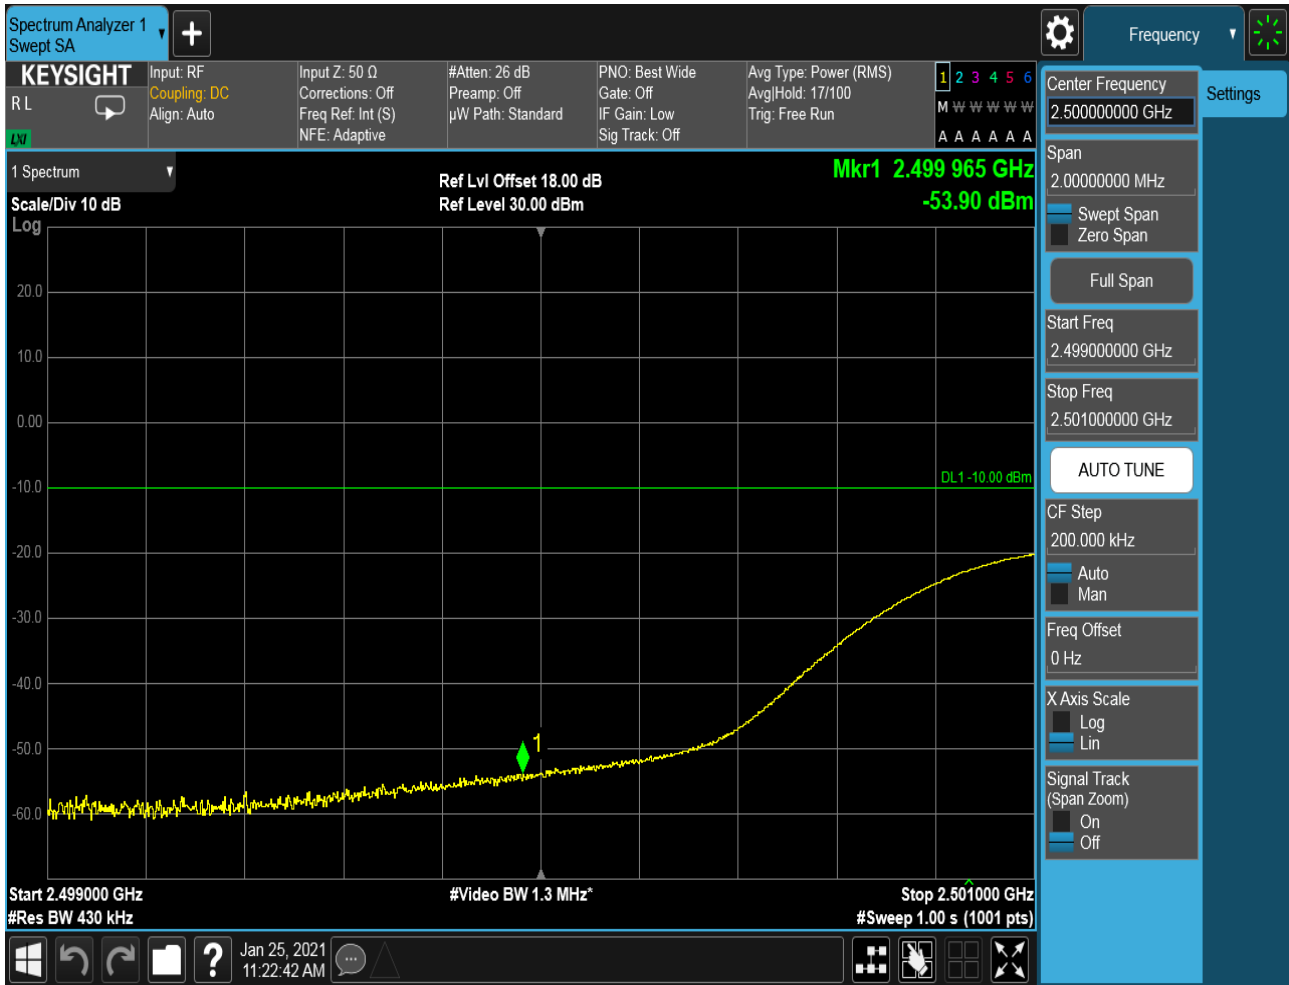 Spectrum Analyzer 1
Swept SA
Frequency
KEYSIGHT
R L
LXI
Input: RF
Coupling: DC
Align: Auto
Input Z: 50 Ω
Corrections: Off
Freq Ref: Int (S)
NFE: Adaptive
#Atten: 26 dB
Preamp: Off
µW Path: Standard
PNO: Best Wide
Gate: Off
IF Gain: Low
Sig Track: Off
Avg Type: Power (RMS)
Avg|Hold: 17/100
Trig: Free Run
1 2 3 4 5 6
M W W W W W
A A A A A A
1 Spectrum
Scale/Div 10 dB
Log
Ref Lvl Offset 18.00 dB
Ref Level 30.00 dBm
Mkr1 2.499 965 GHz
-53.90 dBm
20.0
10.0
0.00
-10.0
-20.0
-30.0
-40.0
-50.0
-60.0
DL1 -10.00 dBm
1
Start 2.499000 GHz
#Res BW 430 kHz
#Video BW 1.3 MHz*
Stop 2.501000 GHz
#Sweep 1.00 s (1001 pts)
Center Frequency
2.500000000 GHz
Span
2.00000000 MHz
Swept Span
Zero Span
Full Span
Start Freq
2.499000000 GHz
Stop Freq
2.501000000 GHz
AUTO TUNE
CF Step
200.000 kHz
Auto
Man
Freq Offset
0 Hz
X Axis Scale
Log
Lin
Signal Track
(Span Zoom)
On
Off
Settings
?
Jan 25, 2021
11:22:42 AM